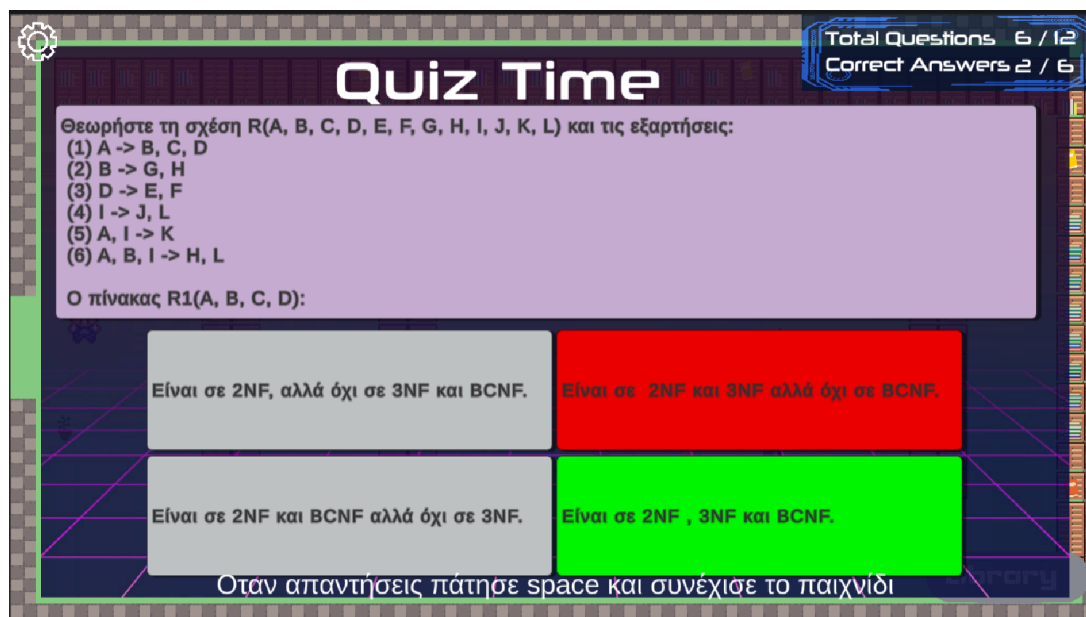 Total Questions 6 / 12
Correct Answers 2 / 6
Quiz Time
Θεωρήστε τη σχέση R(A, B, C, D, E, F, G, H, I, J, K, L) και τις εξαρτήσεις:
(1) A -> B, C, D
(2) B -> G, H
(3) D -> E, F
(4) I -> J, L
(5) A, I -> K
(6) A, B, I -> H, L
Ο πίνακας R1(A, B, C, D):
Είναι σε 2NF, αλλά όχι σε 3NF και BCNF.
Είναι σε 2NF και 3NF αλλά όχι σε BCNF.
Είναι σε 2NF και BCNF αλλά όχι σε 3NF.
Είναι σε 2NF , 3NF και BCNF.
Οταν απαντήσεις πάτησε space και συνέχισε το παιχνίδι
Library